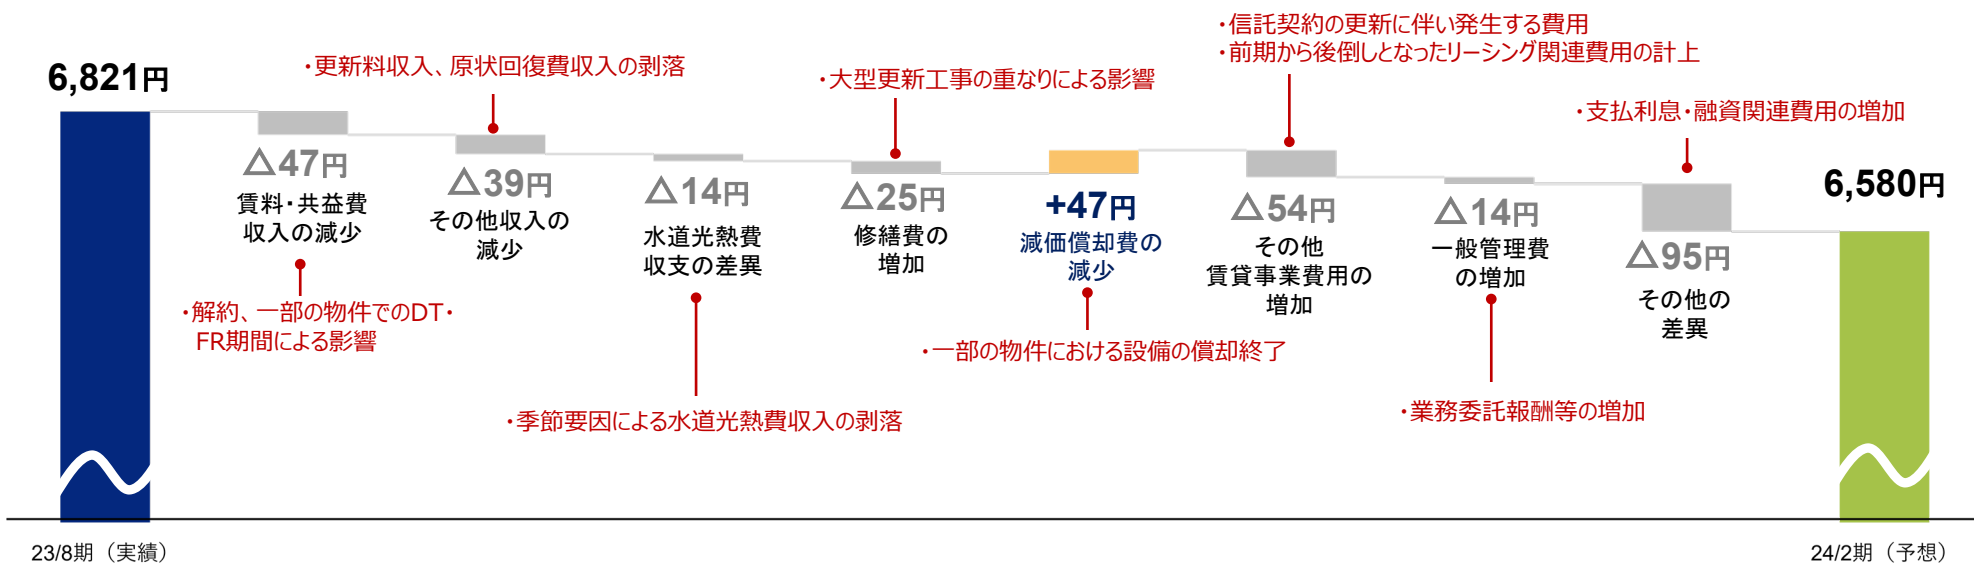 6,821円
・更新料収入、原状回復費収入の剥落
・大型更新工事の重なりによる影響
・信託契約の更新に伴い発生する費用
・前期から後倒しとなったリーシング関連費用の計上
・支払利息・融資関連費用の増加
6,580円
△47円
賃料・共益費
収入の減少
・解約、一部の物件でのDT・
FR期間による影響
△39円
その他収入の
減少
△14円
水道光熱費
収支の差異
・季節要因による水道光熱費収入の剥落
△25円
修繕費の
増加
+47円
減価償却費の
減少
・一部の物件における設備の償却終了
△54円
その他
賃貸事業費用の
増加
△14円
一般管理費
の増加
・業務委託報酬等の増加
△95円
その他の
差異
23/8期（実績）
24/2期（予想）